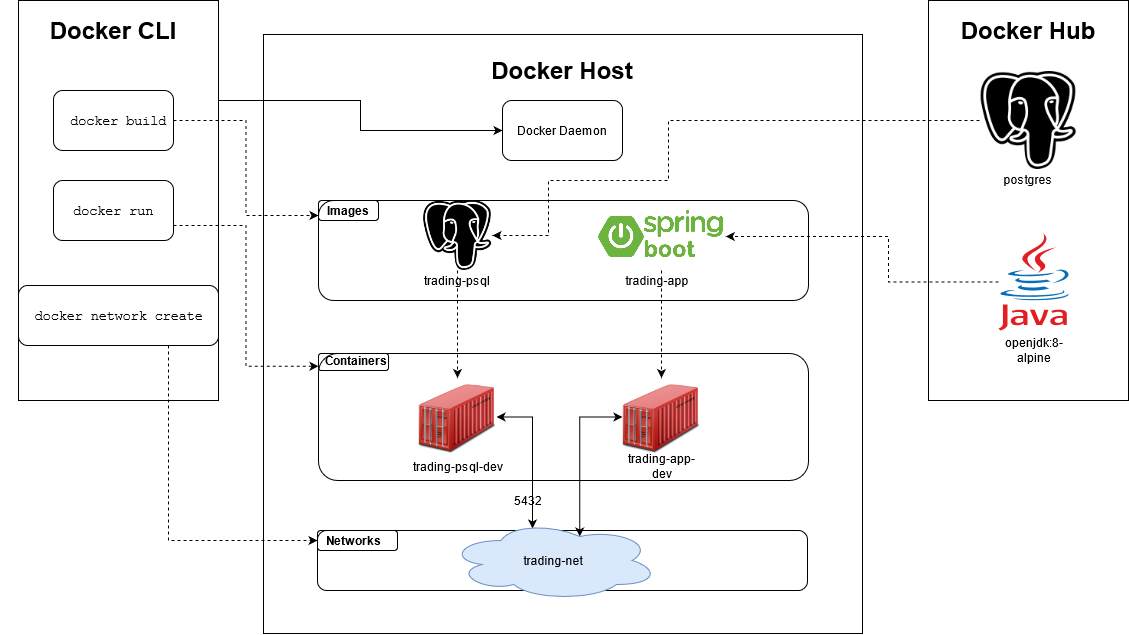 Docker CLI
docker build
docker run
docker network create
Docker Host
Docker Daemon
Images
trading-psql
spring
boot
trading-app
Containers
trading-psql-dev
trading-app-
dev
5432
Networks
trading-net
Docker Hub
postgres
Java
openjdk:8-
alpine